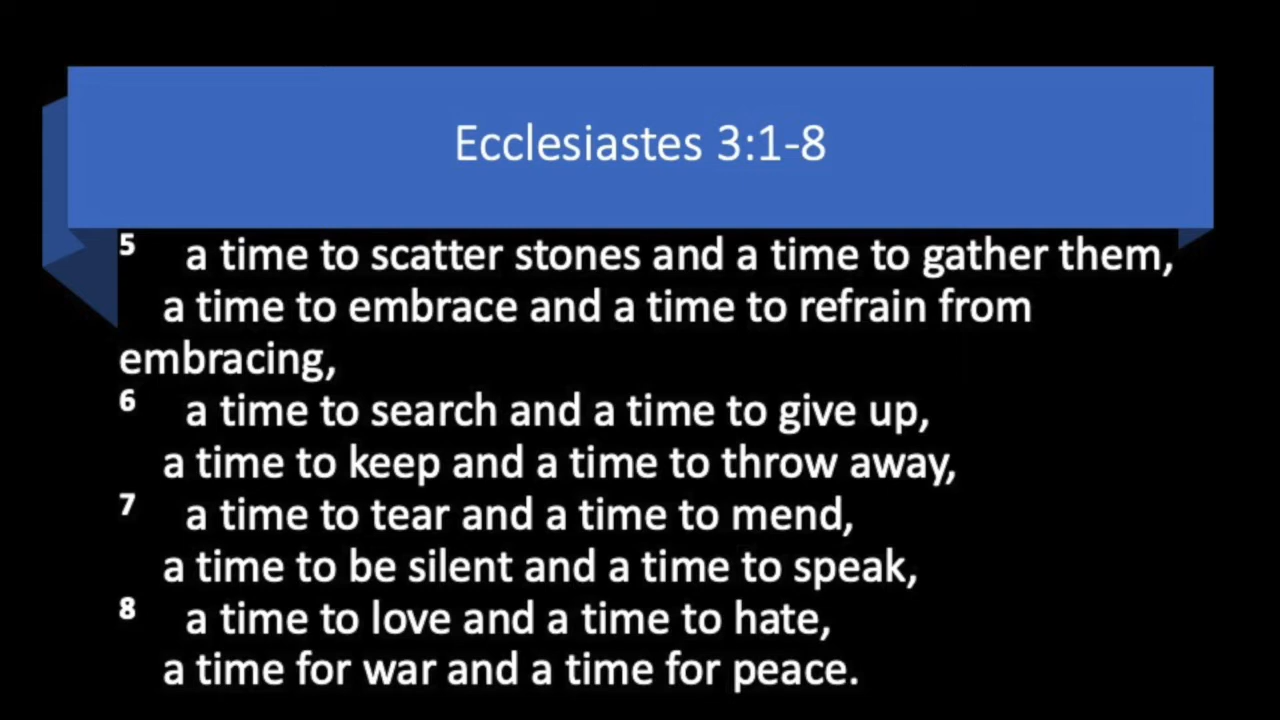 Ecclesiastes 3:1-8
5 a time to scatter stones and a time to gather them,
a time to embrace and a time to refrain from
embracing,
6 a time to search and a time to give up,
a time to keep and a time to throw away,
7 a time to tear and a time to mend,
a time to be silent and a time to speak,
8 a time to love and a time to hate,
a time for war and a time for peace.